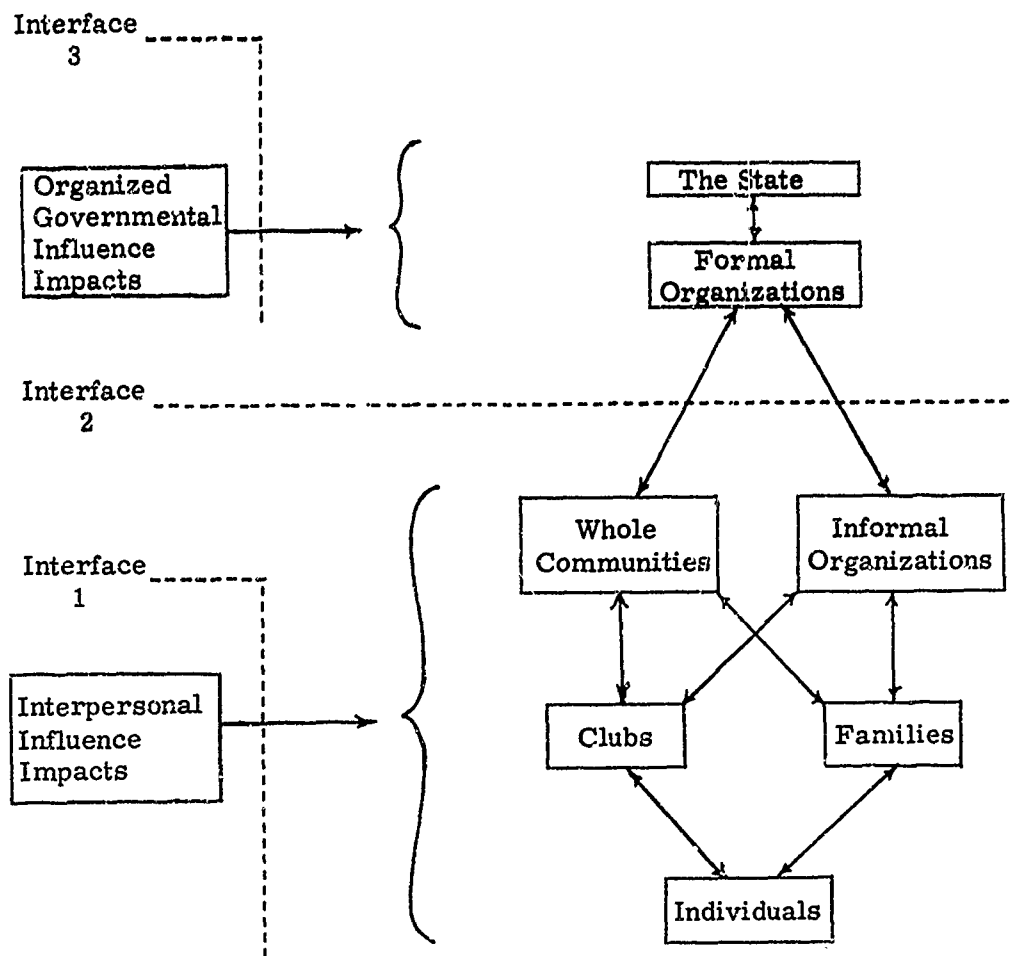 Interface
3
Organized
Governmental
Influence
Impacts
The State
Formal
Organizations
Interface
2
Whole
Communities
Informal
Organizations
Interface
1
Interpersonal
Influence
Impacts
Clubs
Families
Individuals